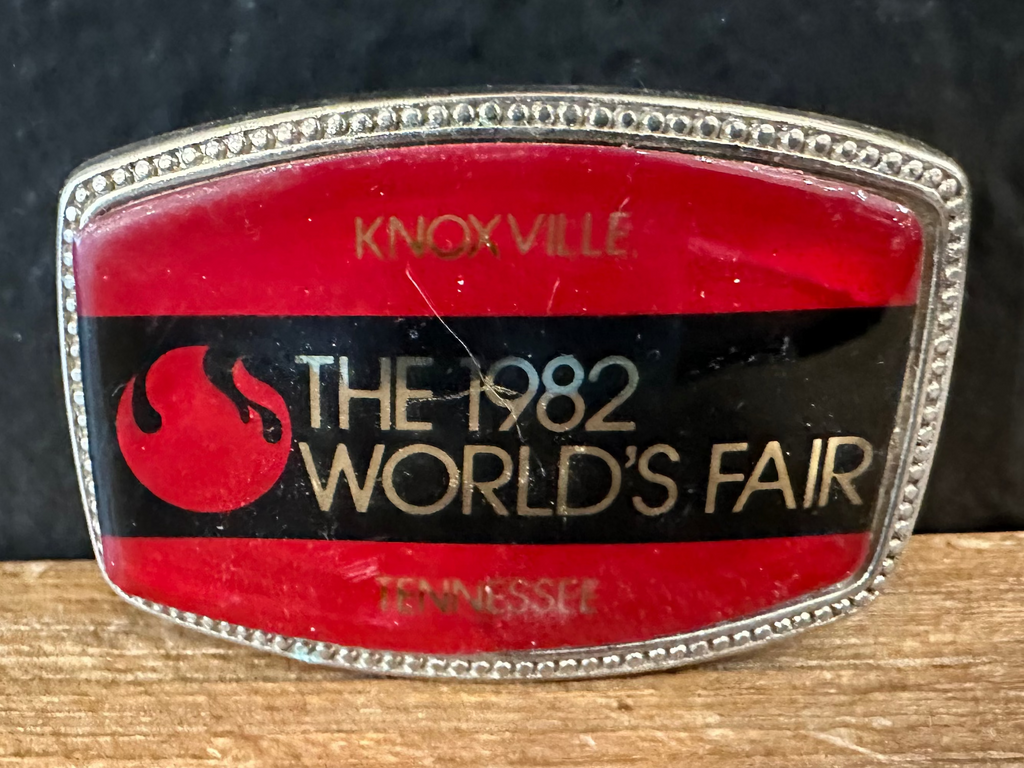 KNOXVILLE,
THE 1982
WORLD'S FAIR
TENNESSEE